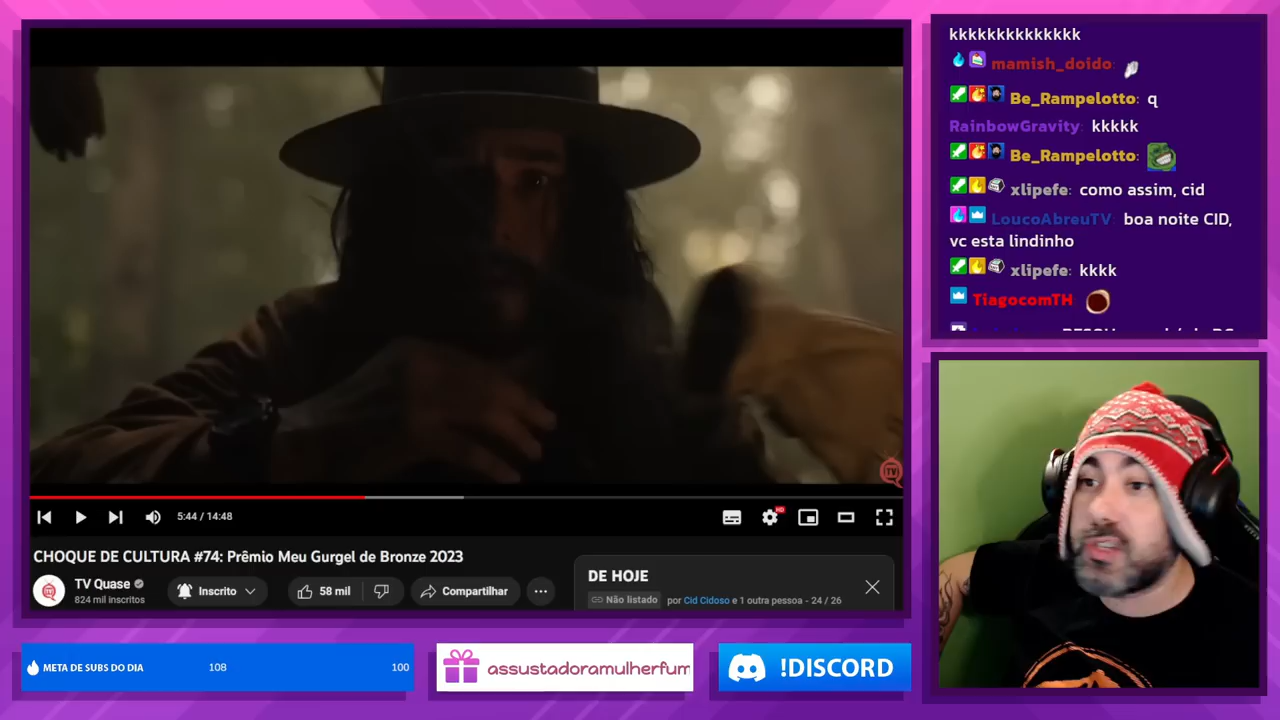 kkkkkkkkkkkkkk
mamish_doido:
Be_Rampelotto: q
RainbowGravity: kkkkk
Be_Rampelotto:
xlipefe: como assim, cid
LoucoAbreuTV: boa noite CID,
vc esta lindinho
xlipefe: kkkk
TiagocomTH
TV
5:44 / 14:48
HD
CHOQUE DE CULTURA #74: Prêmio Meu Gurgel de Bronze 2023
TV Quase
824 mil inscritos
Inscrito
58 mil
Compartilhar
DE HOJE
Não listado por Cid Cidoso e 1 outra pessoa - 24 / 26
META DE SUBS DO DIA 108 100
assustadoramulherfum
!DISCORD